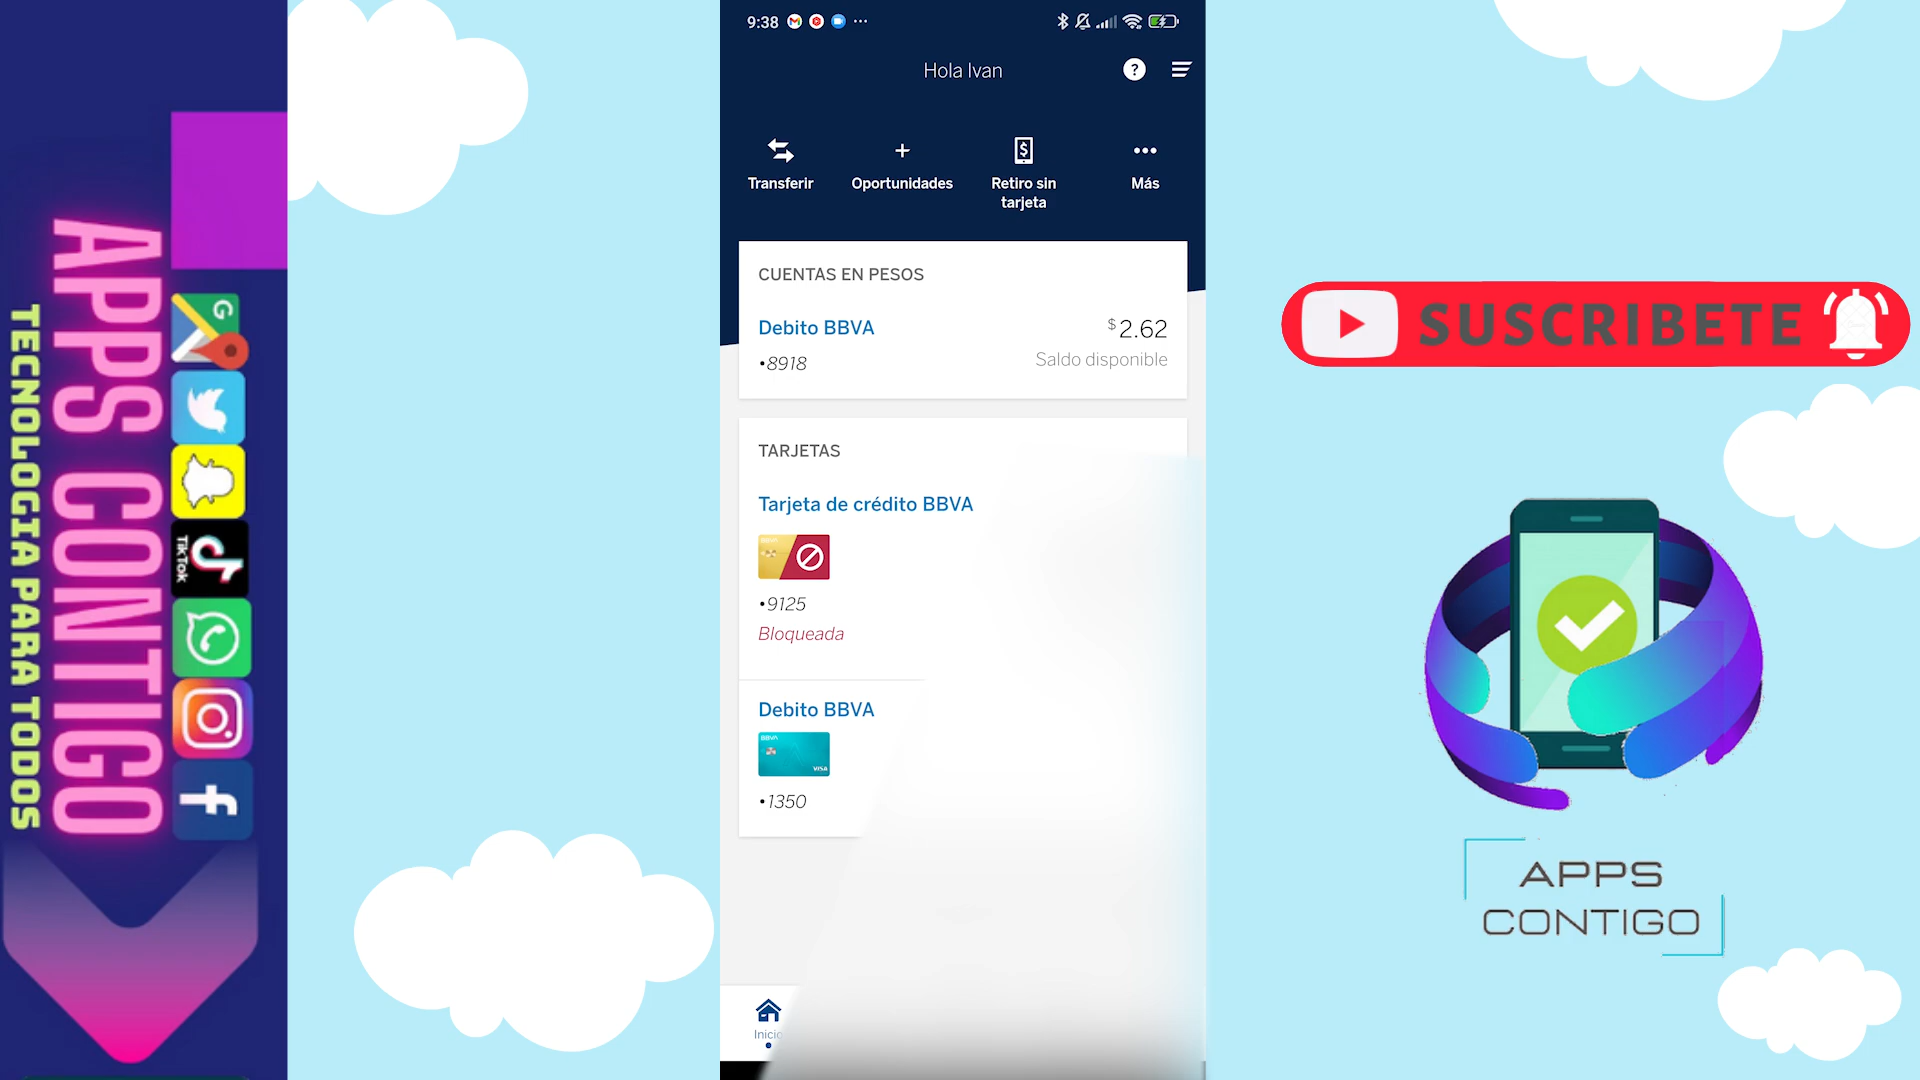 APPS CONTIGO
TECNOLOGIA PARA TODOS
G
TikTok
9:38
Hola Ivan
?
Transferir
Oportunidades
Retiro sin
tarjeta
Más
CUENTAS EN PESOS
Debito BBVA
$2.62
•8918
Saldo disponible
TARJETAS
Tarjeta de crédito BBVA
•9125
Bloqueada
Debito BBVA
BBVA
VISA
•1350
Inicio
SUSCRIBETE
APPS
CONTIGO